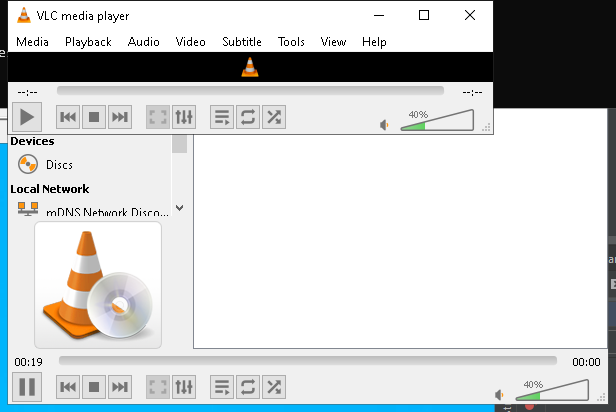 VLC media player
Media Playback Audio Video Subtitle Tools View Help
--:-- --:--
40%
Devices
Discs
Local Network
mDNS Network Disco...
00:19 00:00
40%